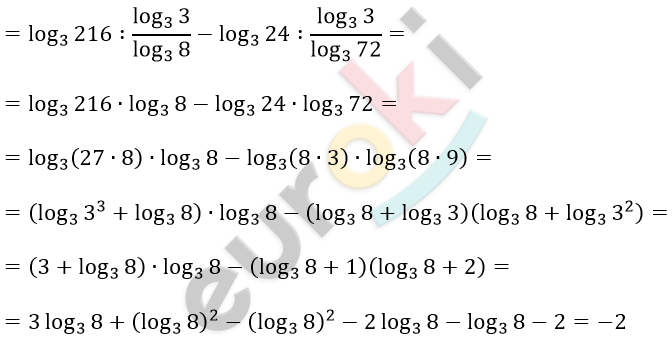 = log₃ 216 : log₃ 3 / log₃ 8 − log₃ 24 : log₃ 3 / log₃ 72 =
= log₃ 216 · log₃ 8 − log₃ 24 · log₃ 72 =
= log₃(27 · 8) · log₃ 8 − log₃(8 · 3) · log₃(8 · 9) =
= (log₃ 3³ + log₃ 8) · log₃ 8 − (log₃ 8 + log₃ 3)(log₃ 8 + log₃ 3²) =
= (3 + log₃ 8) · log₃ 8 − (log₃ 8 + 1)(log₃ 8 + 2) =
= 3 log₃ 8 + (log₃ 8)² − (log₃ 8)² − 2 log₃ 8 − log₃ 8 − 2 = −2
euroki